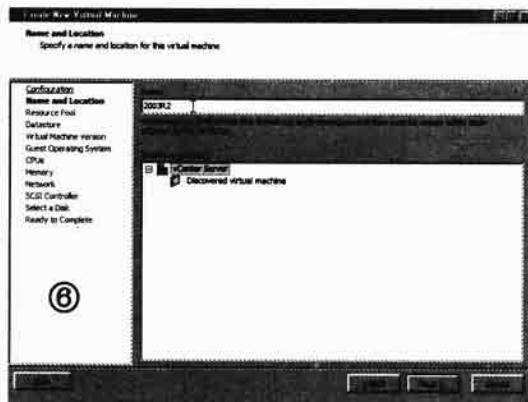 Create New Virtual Machine
Name and Location
Specify a name and location for this virtual machine
Configuration
Name and Location
Resource Pool
Datastore
Virtual Machine Version
Guest Operating System
CPUs
Memory
Network
SCSI Controller
Select a Disk
Ready to Complete
2003R2
vCenter Server
Discovered virtual machine
⑥